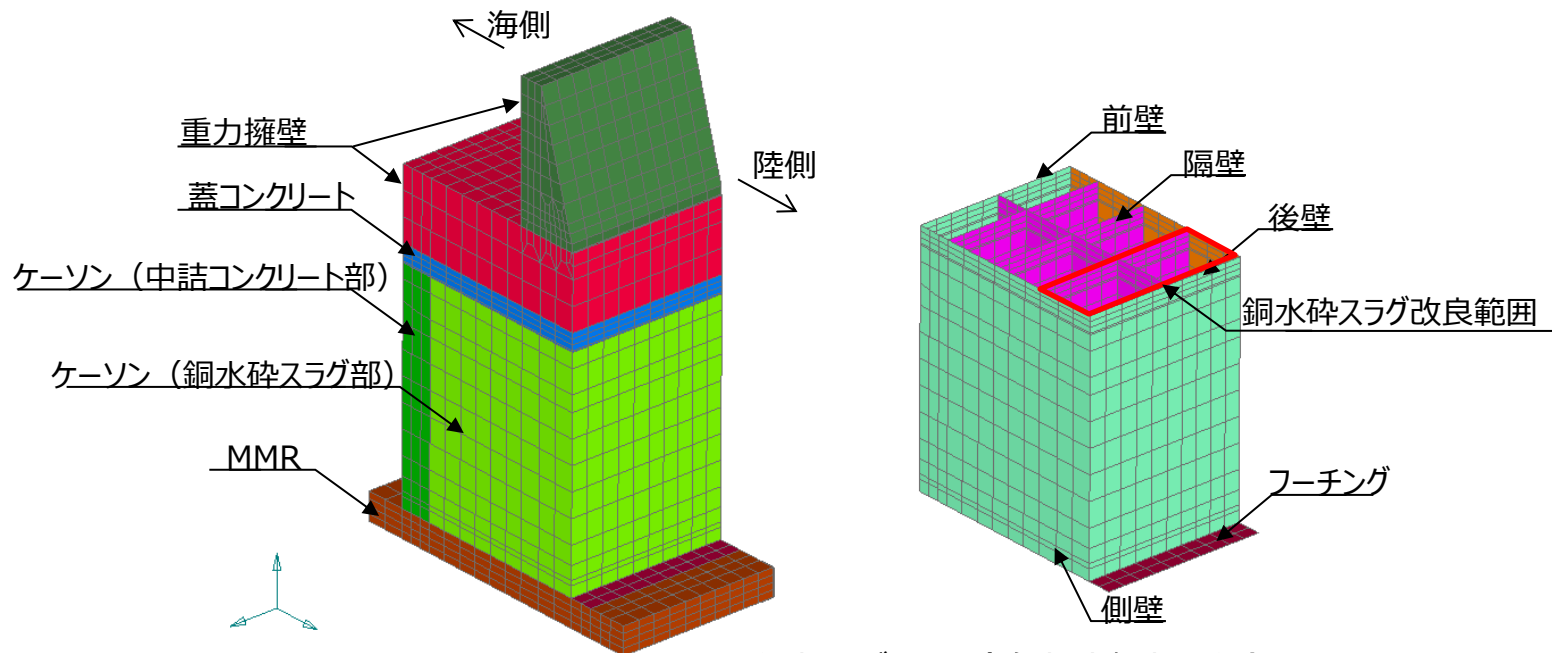 海側
重力擁壁
蓋コンクリート
ケーソン（中詰コンクリート部）
ケーソン（銅水砕スラグ部）
MMR
陸側
前壁
隔壁
後壁
銅水砕スラグ改良範囲
フーチング
側壁